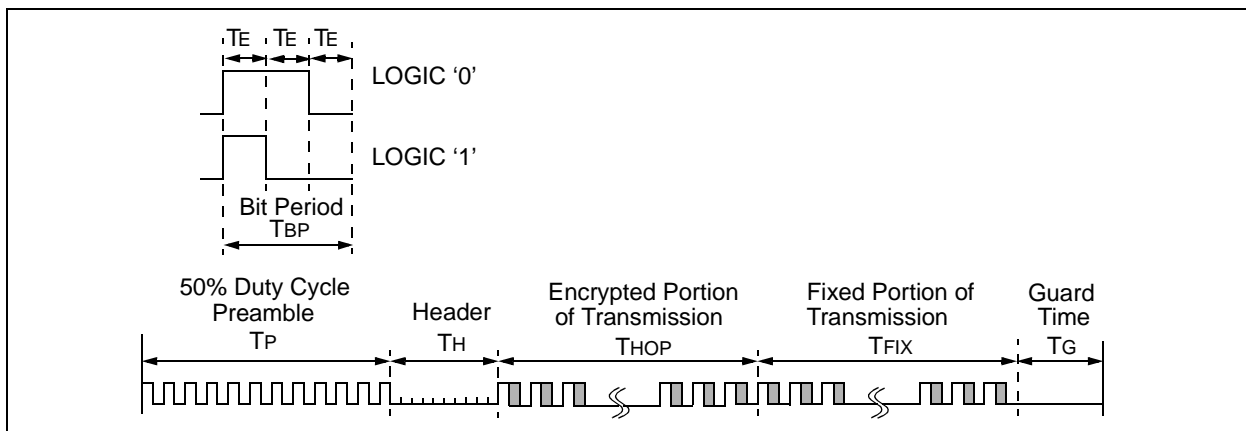 TE TE TE
LOGIC '0'
LOGIC '1'
Bit Period
TBP
50% Duty Cycle
Preamble
TP
Header
TH
Encrypted Portion
of Transmission
THOP
Fixed Portion of
Transmission
TFIX
Guard
Time
TG